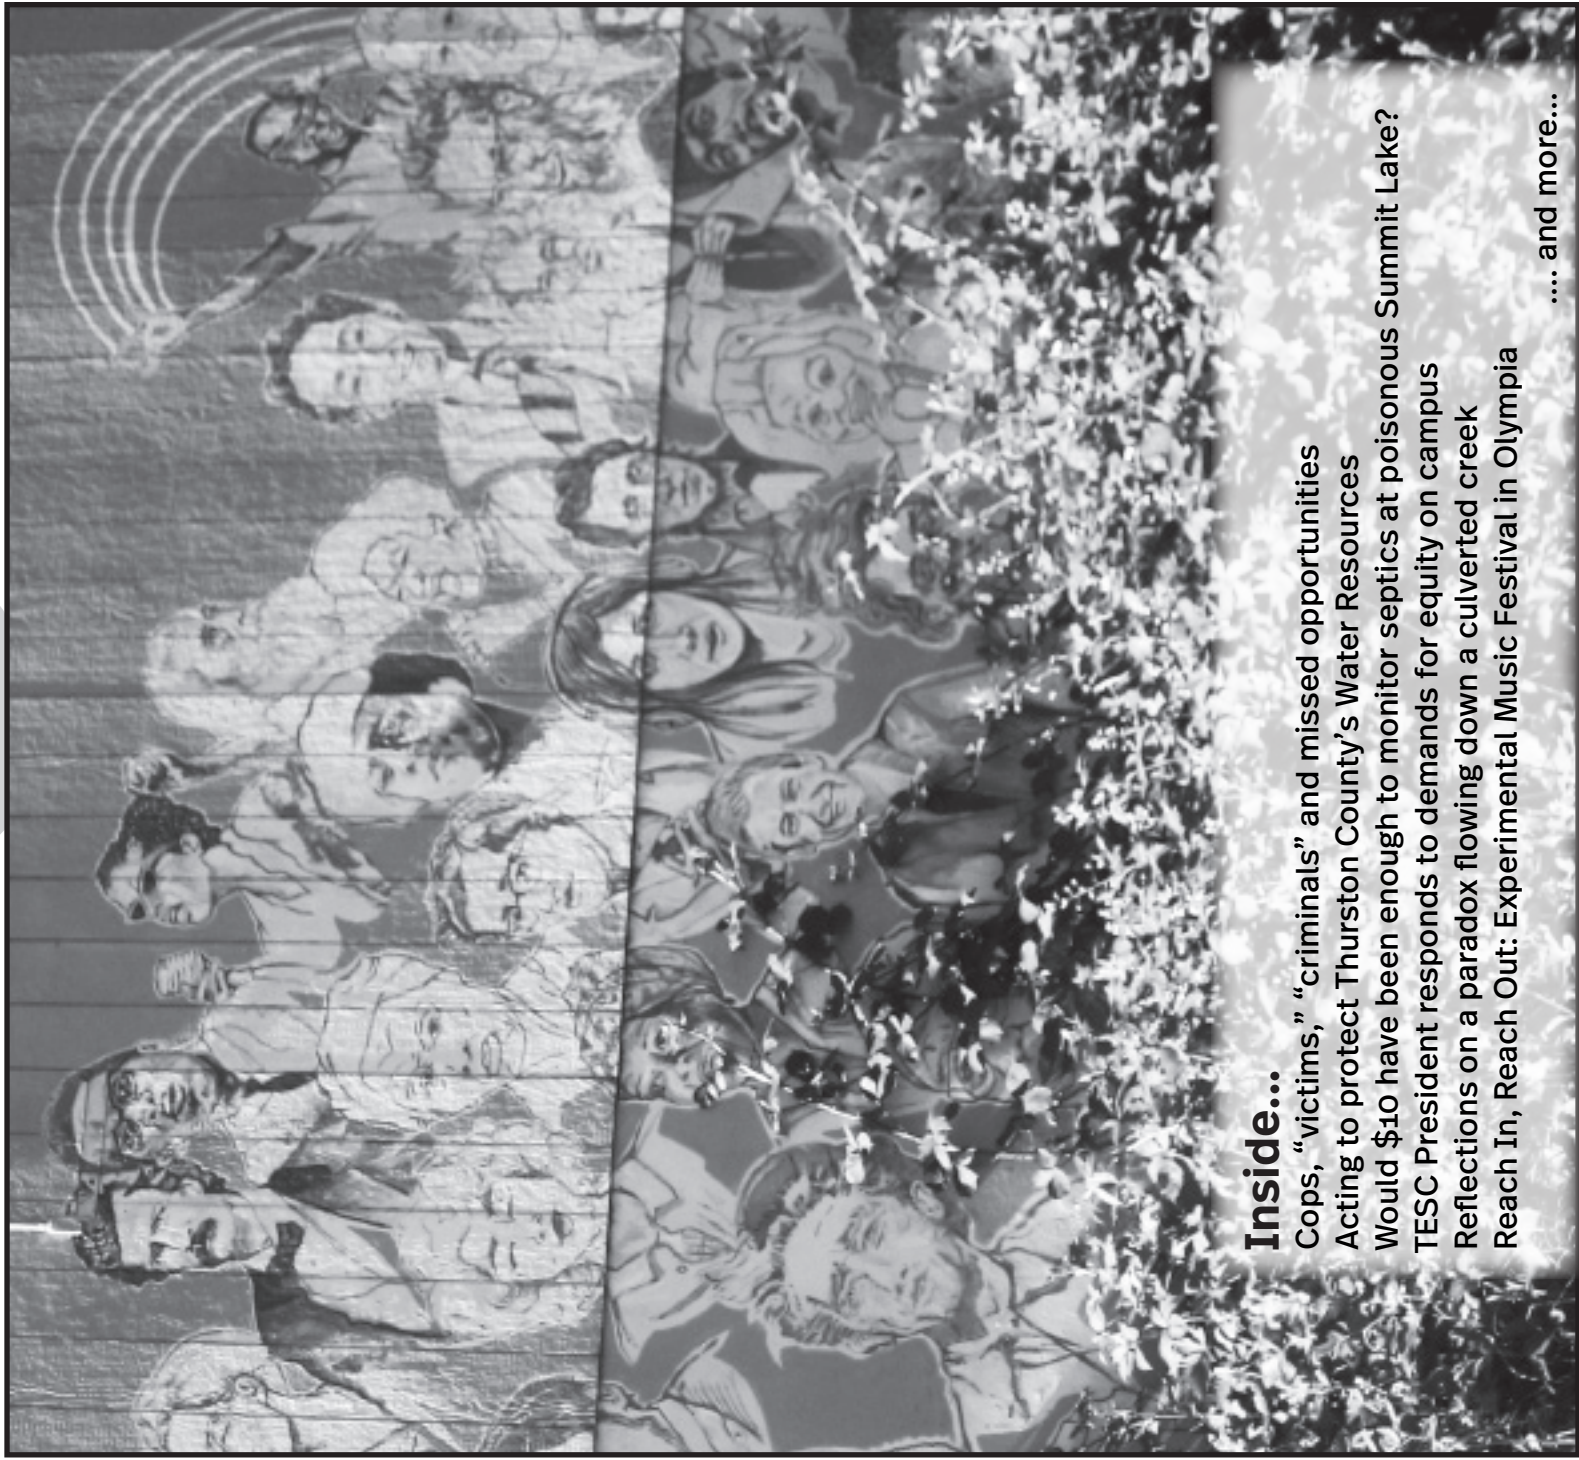 Inside...
Cops, “victims,” “criminals” and missed opportunities
Acting to protect Thurston County’s Water Resources
Would $10 have been enough to monitor septics at poisonous Summit Lake?
TESC President responds to demands for equity on campus
Reflections on a paradox flowing down a culverted creek
Reach In, Reach Out: Experimental Music Festival in Olympia
.... and more...